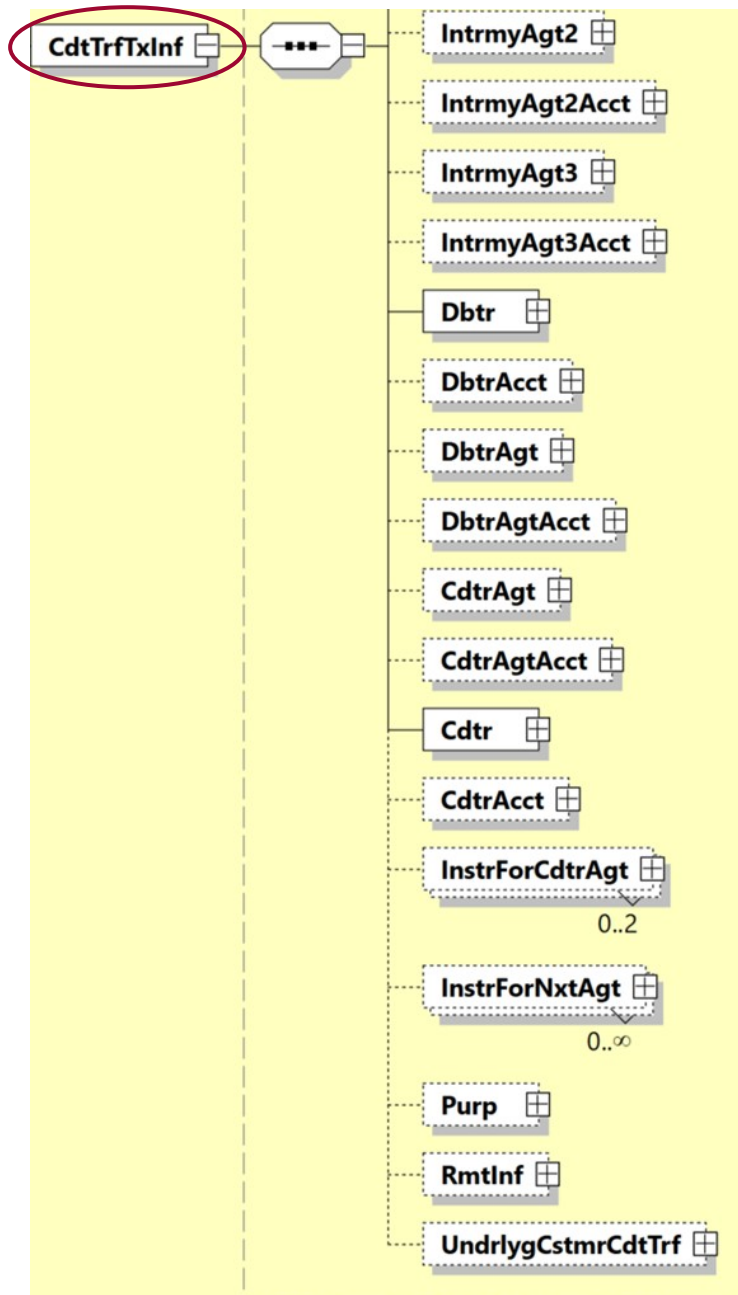 CdtTrfTxInf
IntrmyAgt2
IntrmyAgt2Acct
IntrmyAgt3
IntrmyAgt3Acct
Dbtr
DbtrAcct
DbtrAgt
DbtrAgtAcct
CdtrAgt
CdtrAgtAcct
Cdtr
CdtrAcct
InstrForCdtrAgt
0..2
InstrForNxtAgt
0..∞
Purp
RmtInf
UndrlygCstmrCdtTrf